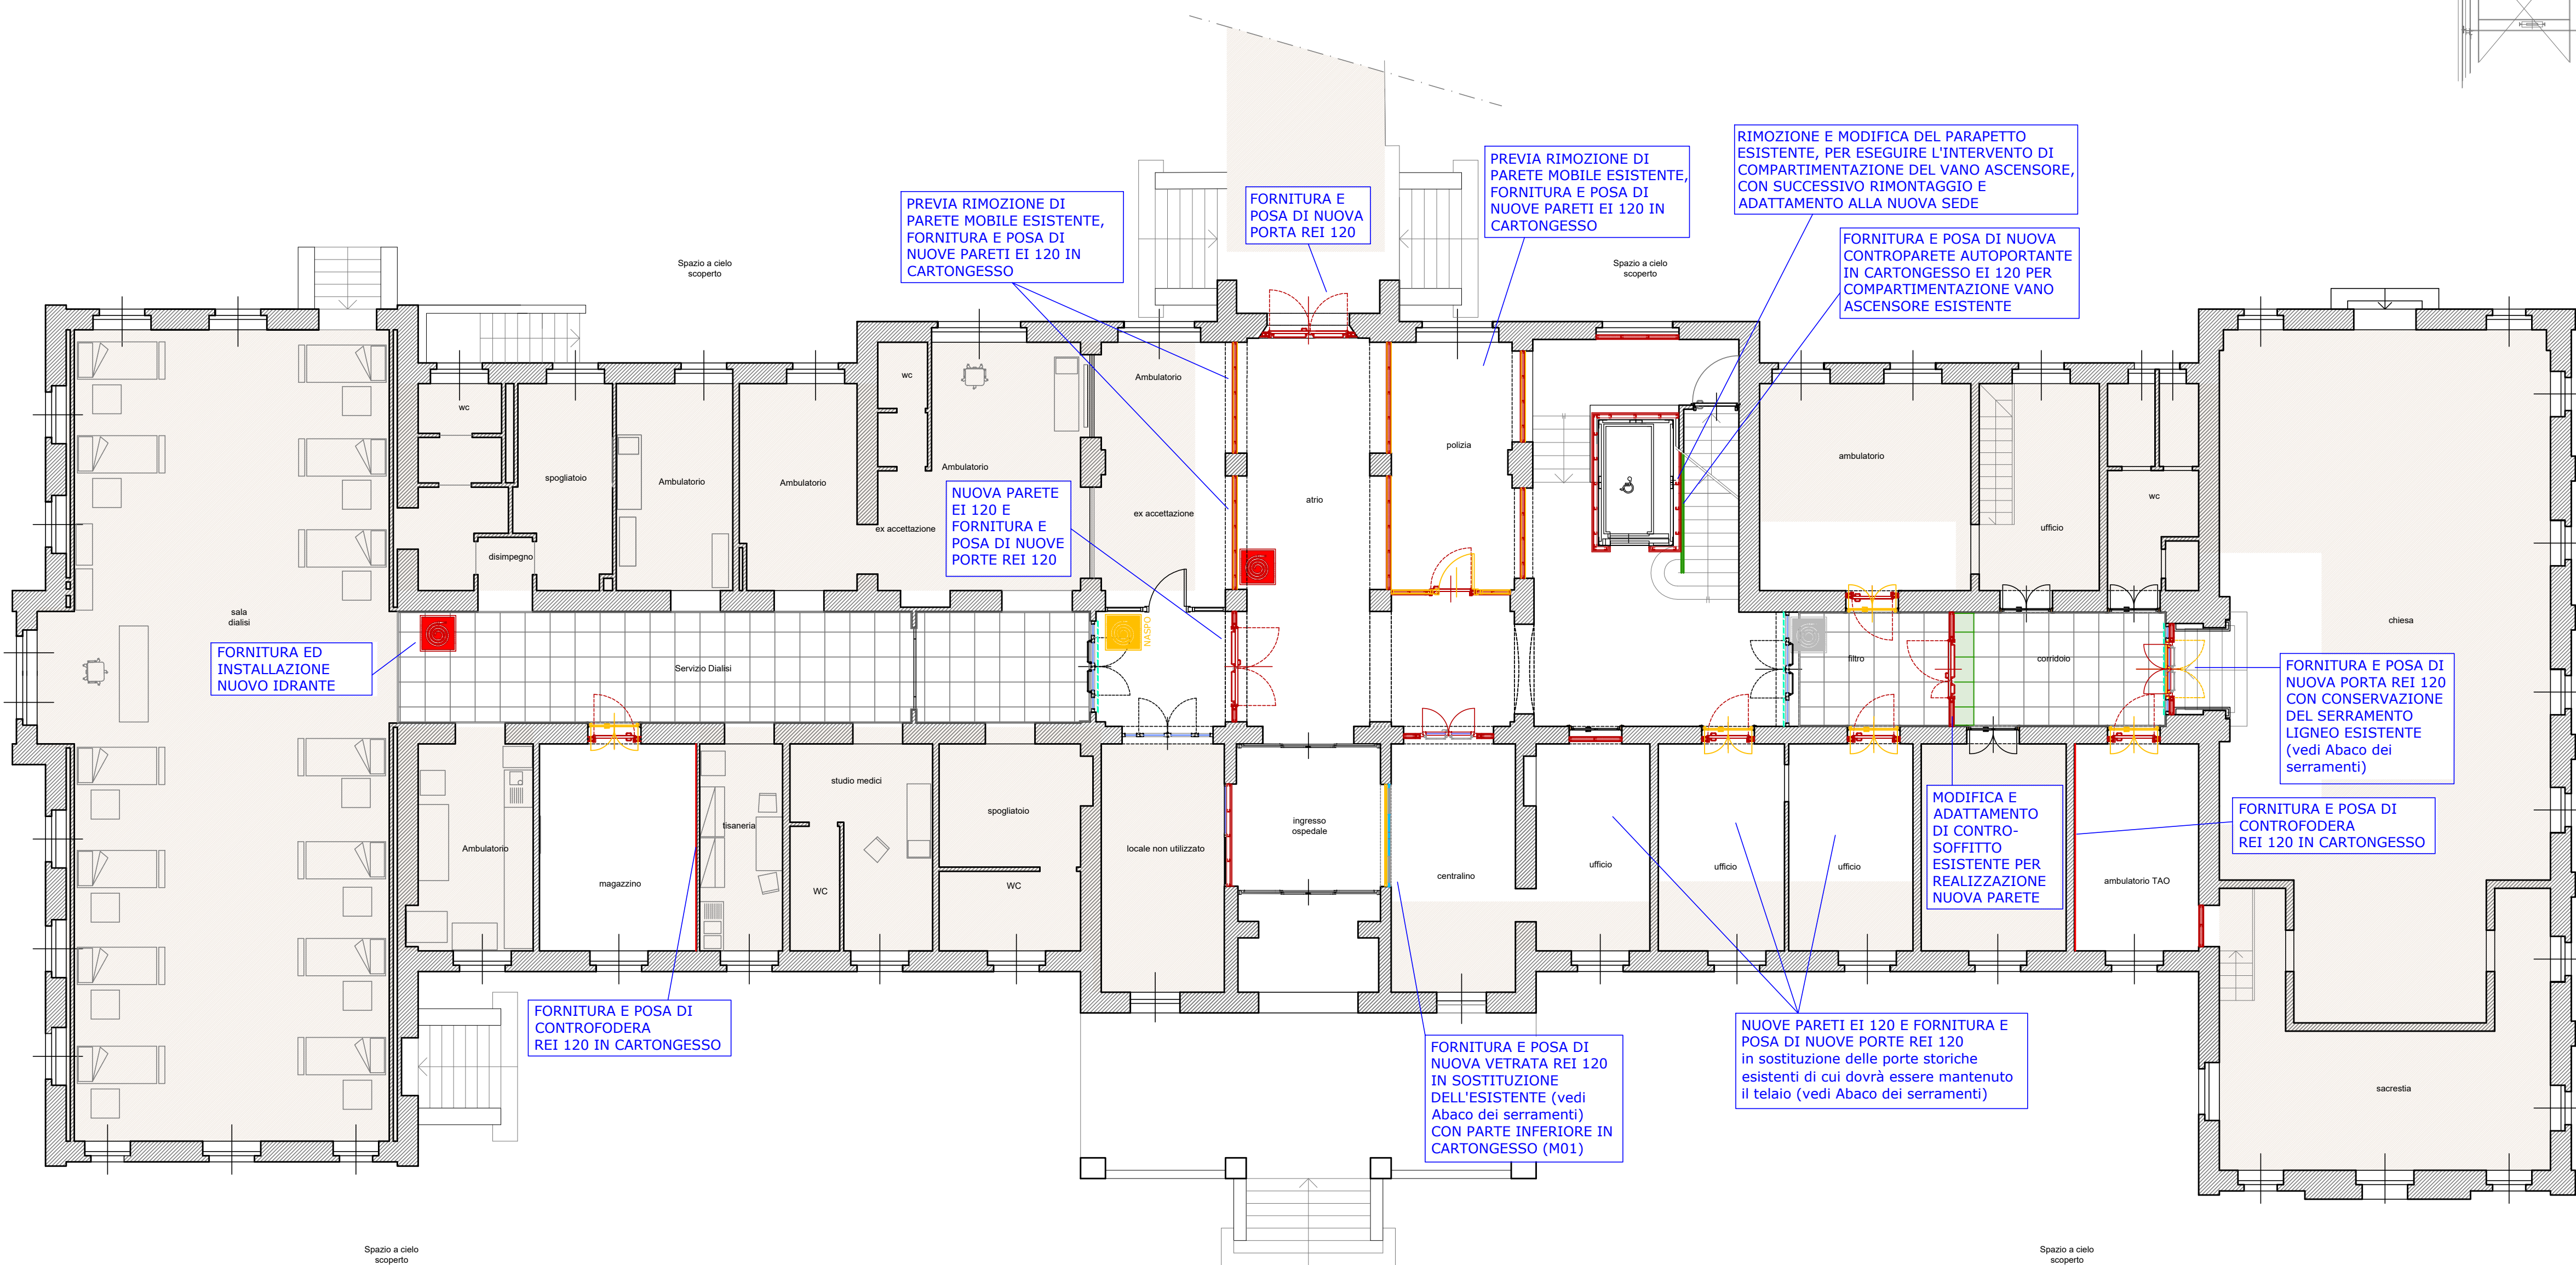 RIMOZIONE E MODIFICA DEL PARAPETTO
ESISTENTE, PER ESEGUIRE L'INTERVENTO DI
COMPARTIMENTAZIONE DEL VANO ASCENSORE,
CON SUCCESSIVO RIMONTAGGIO E
ADATTAMENTO ALLA NUOVA SEDE
PREVIA RIMOZIONE DI
PARETE MOBILE ESISTENTE,
FORNITURA E POSA DI
NUOVE PARETI EI 120 IN
CARTONGESSO
FORNITURA E
POSA DI NUOVA
PORTA REI 120
PREVIA RIMOZIONE DI
PARETE MOBILE ESISTENTE,
FORNITURA E POSA DI
NUOVE PARETI EI 120 IN
CARTONGESSO
FORNITURA E POSA DI NUOVA
CONTROPARETE AUTOPORTANTE
IN CARTONGESSO EI 120 PER
COMPARTIMENTAZIONE VANO
ASCENSORE ESISTENTE
Spazio a cielo
scoperto
Spazio a cielo
scoperto
wc
spogliatoio
Ambulatorio
Ambulatorio
wc
Ambulatorio
ex accettazione
Ambulatorio
ex accettazione
disimpegno
NUOVA PARETE
EI 120 E
FORNITURA E
POSA DI NUOVE
PORTE REI 120
atrio
polizia
ambulatorio
ufficio
wc
sala
dialisi
FORNITURA ED
INSTALLAZIONE
NUOVO IDRANTE
Servizio Dialisi
NASPO
filtro
corridoio
chiesa
FORNITURA E POSA DI
NUOVA PORTA REI 120
CON CONSERVAZIONE
DEL SERRAMENTO
LIGNEO ESISTENTE
(vedi Abaco dei
serramenti)
Ambulatorio
magazzino
tisaneria
studio medici
WC
spogliatoio
WC
locale non utilizzato
ingresso
ospedale
centralino
ufficio
ufficio
ufficio
MODIFICA E
ADATTAMENTO
DI CONTRO-
SOFFITTO
ESISTENTE PER
REALIZZAZIONE
NUOVA PARETE
ambulatorio TAO
FORNITURA E POSA DI
CONTROFODERA
REI 120 IN CARTONGESSO
FORNITURA E POSA DI
CONTROFODERA
REI 120 IN CARTONGESSO
FORNITURA E POSA DI
NUOVA VETRATA REI 120
IN SOSTITUZIONE
DELL'ESISTENTE (vedi
Abaco dei serramenti)
CON PARTE INFERIORE IN
CARTONGESSO (M01)
NUOVE PARETI EI 120 E FORNITURA E
POSA DI NUOVE PORTE REI 120
in sostituzione delle porte storiche
esistenti di cui dovrà essere mantenuto
il telaio (vedi Abaco dei serramenti)
sacrestia
Spazio a cielo
scoperto
Spazio a cielo
scoperto